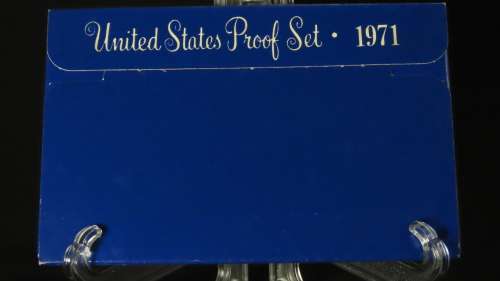 United States Proof Set • 1971